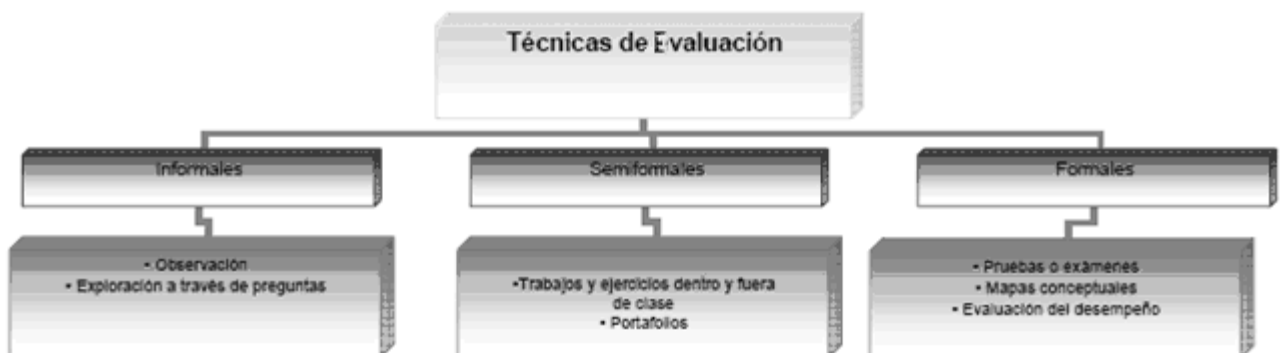 Técnicas de Evaluación
Informales
Semiformales
Formales
• Observación
• Exploración a través de preguntas
•Trabajos y ejercicios dentro y fuera
de clase
• Portafolios
• Pruebas o exámenes
• Mapas conceptuales
• Evaluación del desempeño